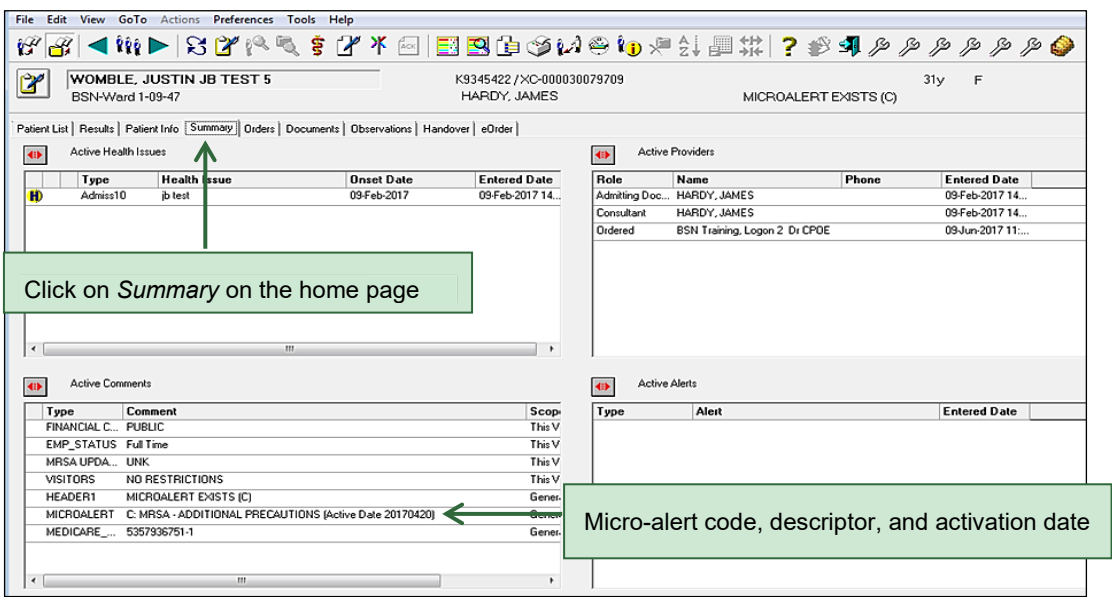 File Edit View GoTo Actions Preferences Tools Help
WOMBLE, JUSTIN JB TEST 5 K9345422 / XC-000030079709 31y F
BSN-Ward 1-09-47 HARDY, JAMES MICROALERT EXISTS (C)
Patient List Results Patient Info Summary Orders Documents Observations Handover eOrder
Active Health Issues
Type Health Issue Onset Date Entered Date
H Admiss10 jb test 09-Feb-2017 09-Feb-2017 14...
Click on Summary on the home page
Active Providers
Role Name Phone Entered Date
Admitting Doc... HARDY, JAMES 09-Feb-2017 14...
Consultant HARDY, JAMES 09-Feb-2017 14...
Ordered BSN Training, Logon 2 Dr CPOE 09-Jun-2017 11:...
Active Comments
Type Comment Scop
FINANCIAL C... PUBLIC This V
EMP_STATUS Full Time This V
MRSA UPDA... UNK This V
VISITORS NO RESTRICTIONS This V
HEADER1 MICROALERT EXISTS (C) Gener
MICROALERT C: MRSA - ADDITIONAL PRECAUTIONS (Active Date 20170420) Gener
MEDICARE_... 5357936751-1 Gener
Active Alerts
Type Alert Entered Date
Micro-alert code, descriptor, and activation date